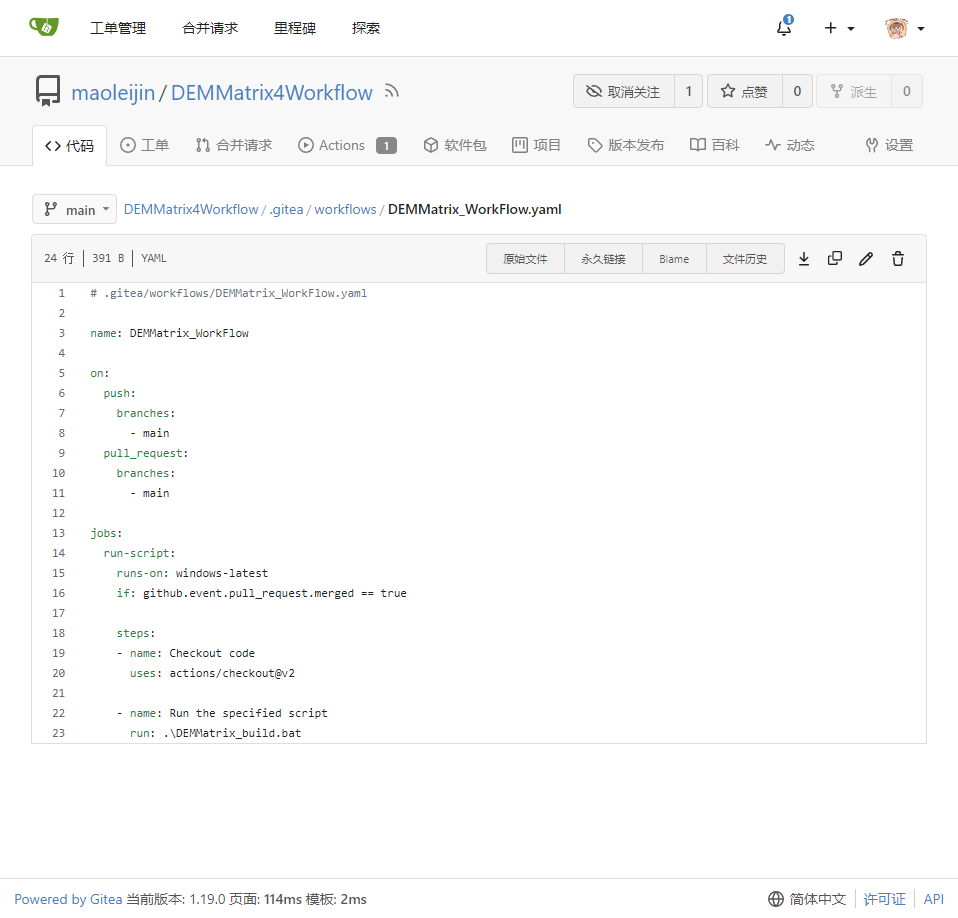 工单管理 合并请求 里程碑 探索 1
maoleijin / DEMMatrix4Workflow 取消关注 1 点赞 0 派生 0
代码 工单 合并请求 Actions 1 软件包 项目 版本发布 百科 动态 设置
main DEMMatrix4Workflow / .gitea / workflows / DEMMatrix_WorkFlow.yaml
24 行 391 B YAML 原始文件 永久链接 Blame 文件历史
1 # .gitea/workflows/DEMMatrix_WorkFlow.yaml
2
3 name: DEMMatrix_WorkFlow
4
5 on:
6 push:
7 branches:
8 - main
9 pull_request:
10 branches:
11 - main
12
13 jobs:
14 run-script:
15 runs-on: windows-latest
16 if: github.event.pull_request.merged == true
17
18 steps:
19 - name: Checkout code
20 uses: actions/checkout@v2
21
22 - name: Run the specified script
23 run: .\DEMMatrix_build.bat
Powered by Gitea 当前版本: 1.19.0 页面: 114ms 模板: 2ms 简体中文 许可证 API